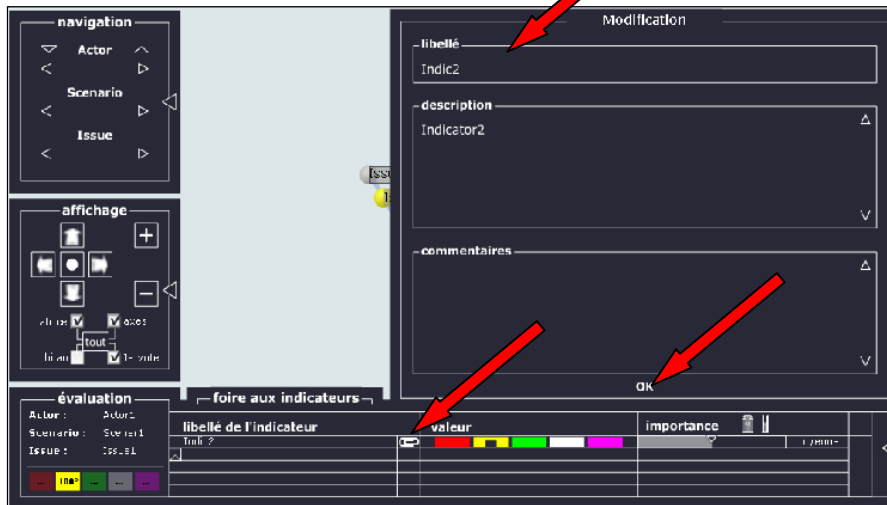 navigation
Actor
Scenario
Issue
affichage
axes
tout
évaluation
Actor :
Scenario :
Issue :
Modification
libellé
Indic2
description
Indicator2
commentaires
OK
foire aux indicateurs
libellé de l'indicateur
valeur
importance